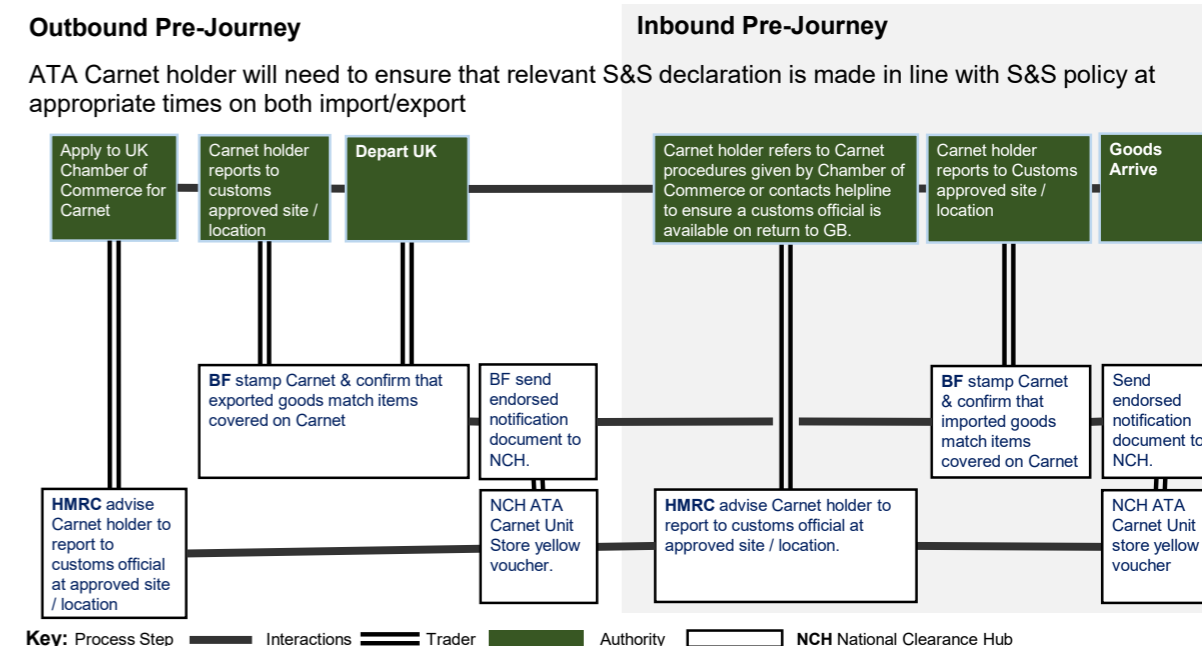 Outbound Pre-Journey
Inbound Pre-Journey
ATA Carnet holder will need to ensure that relevant S&S declaration is made in line with S&S policy at
appropriate times on both import/export
Apply to UK
Chamber of
Commerce for
Carnet
Carnet holder
reports to
customs
approved site /
location
Depart UK
Carnet holder refers to Carnet
procedures given by Chamber of
Commerce or contacts helpline
to ensure a customs official is
available on return to GB.
Carnet holder
reports to Customs
approved site /
location
Goods
Arrive
BF stamp Carnet & confirm that
exported goods match items
covered on Carnet
BF send
endorsed
notification
document to
NCH.
BF stamp Carnet
& confirm that
imported goods
match items
covered on Carnet
Send
endorsed
notification
document to
NCH.
HMRC advise
Carnet holder to
report to
customs official
at approved site
/ location
NCH ATA
Carnet Unit
Store yellow
voucher.
HMRC advise Carnet holder to
report to customs official at
approved site / location.
NCH ATA
Carnet Unit
store yellow
voucher
Key: Process Step Interactions Trader Authority NCH National Clearance Hub